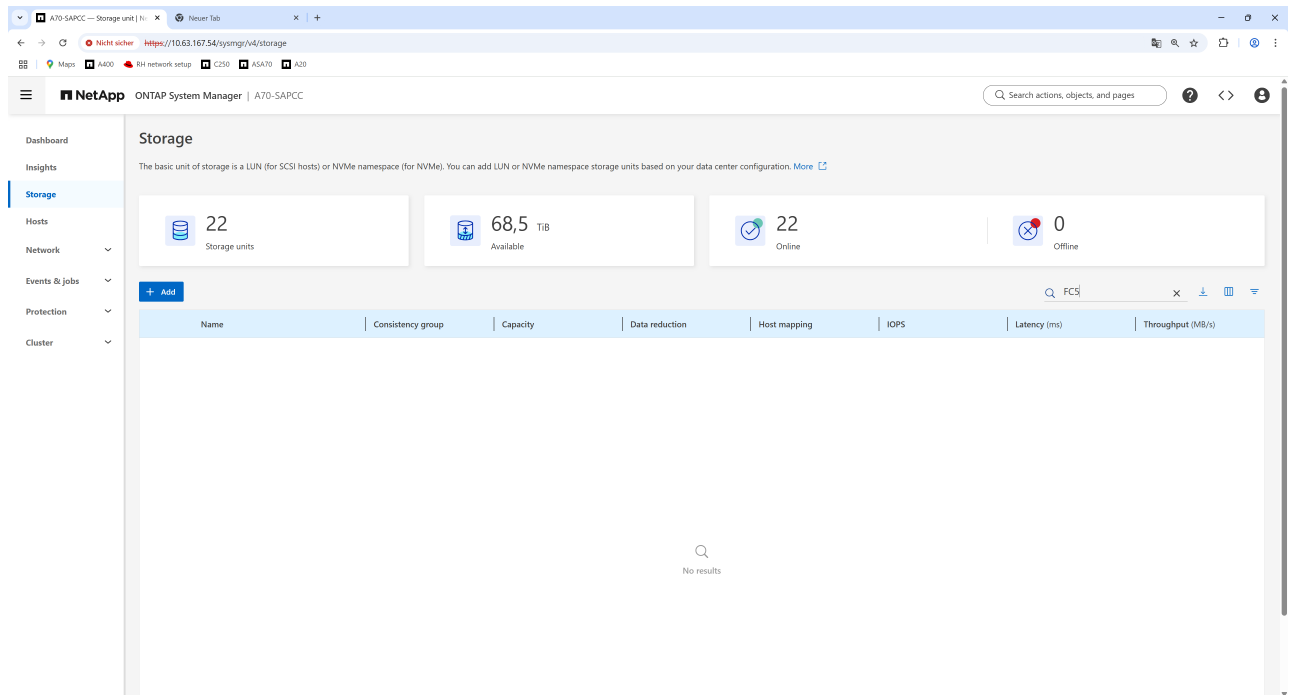 A70-SAPCC — Storage unit | N
Neuer Tab
Nicht sicher https://10.63.167.54/sysmgr/v4/storage
Maps A400 RH network setup C250 ASA70 A20
NetApp ONTAP System Manager | A70-SAPCC
Search actions, objects, and pages
Dashboard
Insights
Storage
Hosts
Network
Events & jobs
Protection
Cluster
Storage
The basic unit of storage is a LUN (for SCSI hosts) or NVMe namespace (for NVMe). You can add LUN or NVMe namespace storage units based on your data center configuration. More
22
Storage units
68,5 TiB
Available
22
Online
0
Offline
+ Add
FC5
Name Consistency group Capacity Data reduction Host mapping IOPS Latency (ms) Throughput (MB/s)
No results